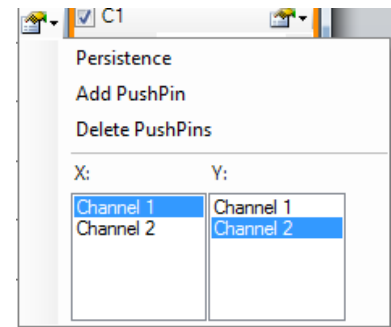 C1
Persistence
Add PushPin
Delete PushPins
X: Y:
Channel 1 Channel 1
Channel 2 Channel 2